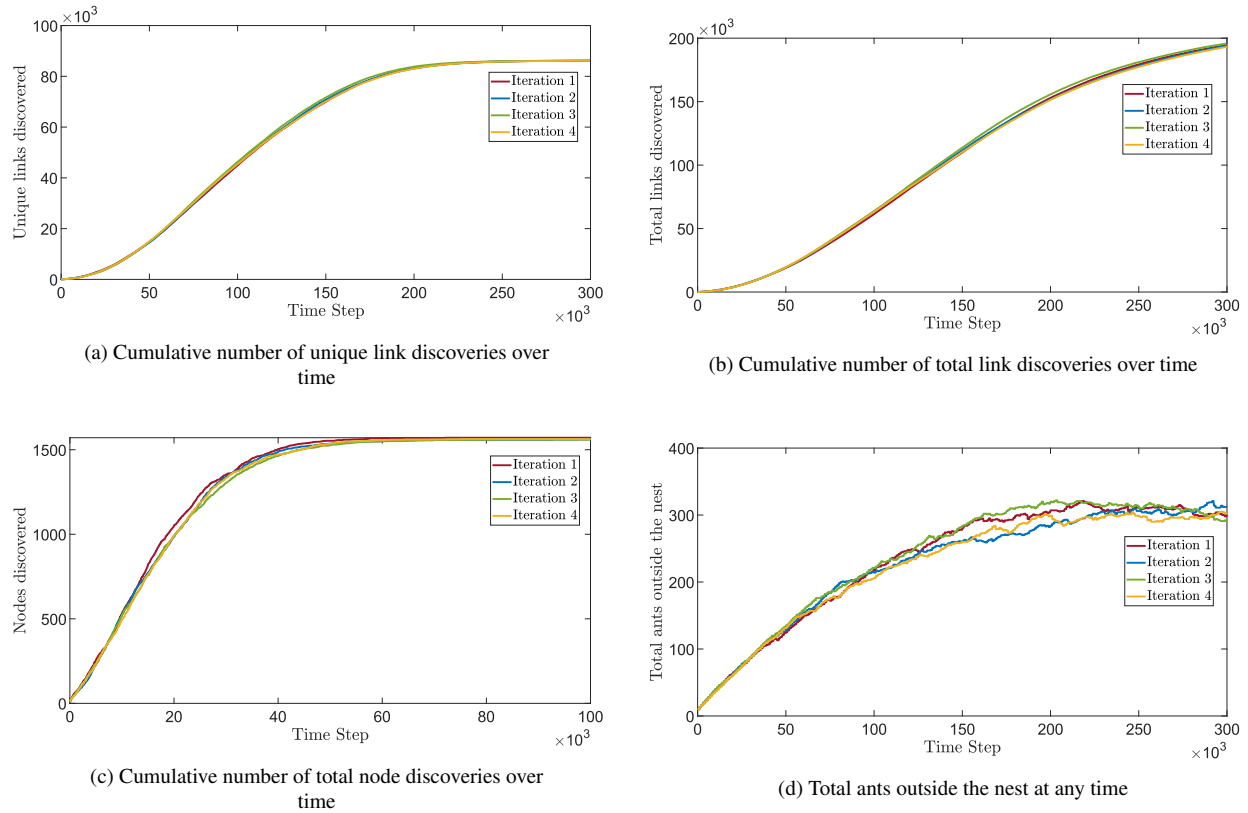 ×10³
100
80
60
40
20
0
Unique links discovered
Iteration 1
Iteration 2
Iteration 3
Iteration 4
0 50 100 150 200 250 300
Time Step
×10³
(a) Cumulative number of unique link discoveries over
time
×10³
200
150
100
50
0
Total links discovered
Iteration 1
Iteration 2
Iteration 3
Iteration 4
0 50 100 150 200 250 300
Time Step
×10³
(b) Cumulative number of total link discoveries over time
1500
1000
500
0
Nodes discovered
Iteration 1
Iteration 2
Iteration 3
Iteration 4
0 20 40 60 80 100
Time Step
×10³
(c) Cumulative number of total node discoveries over
time
400
300
200
100
0
Total ants outside the nest
Iteration 1
Iteration 2
Iteration 3
Iteration 4
0 50 100 150 200 250 300
Time Step
×10³
(d) Total ants outside the nest at any time